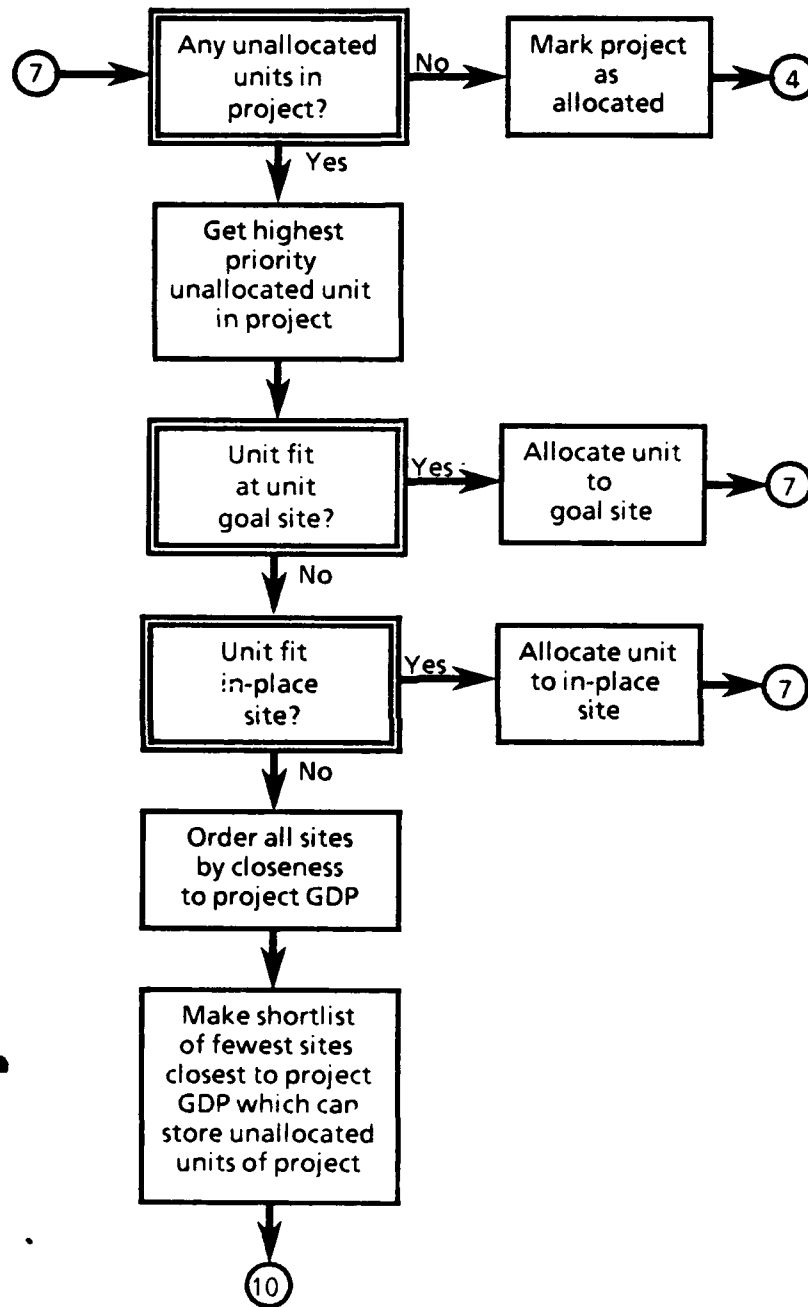 7
Any unallocated
units in
project?
No
Mark project
as
allocated
4
Yes
Get highest
priority
unallocated unit
in project
Unit fit
at unit
goal site?
Yes
Allocate unit
to
goal site
7
No
Unit fit
in-place
site?
Yes
Allocate unit
to in-place
site
7
No
Order all sites
by closeness
to project GDP
Make shortlist
of fewest sites
closest to project
GDP which can
store unallocated
units of project
10